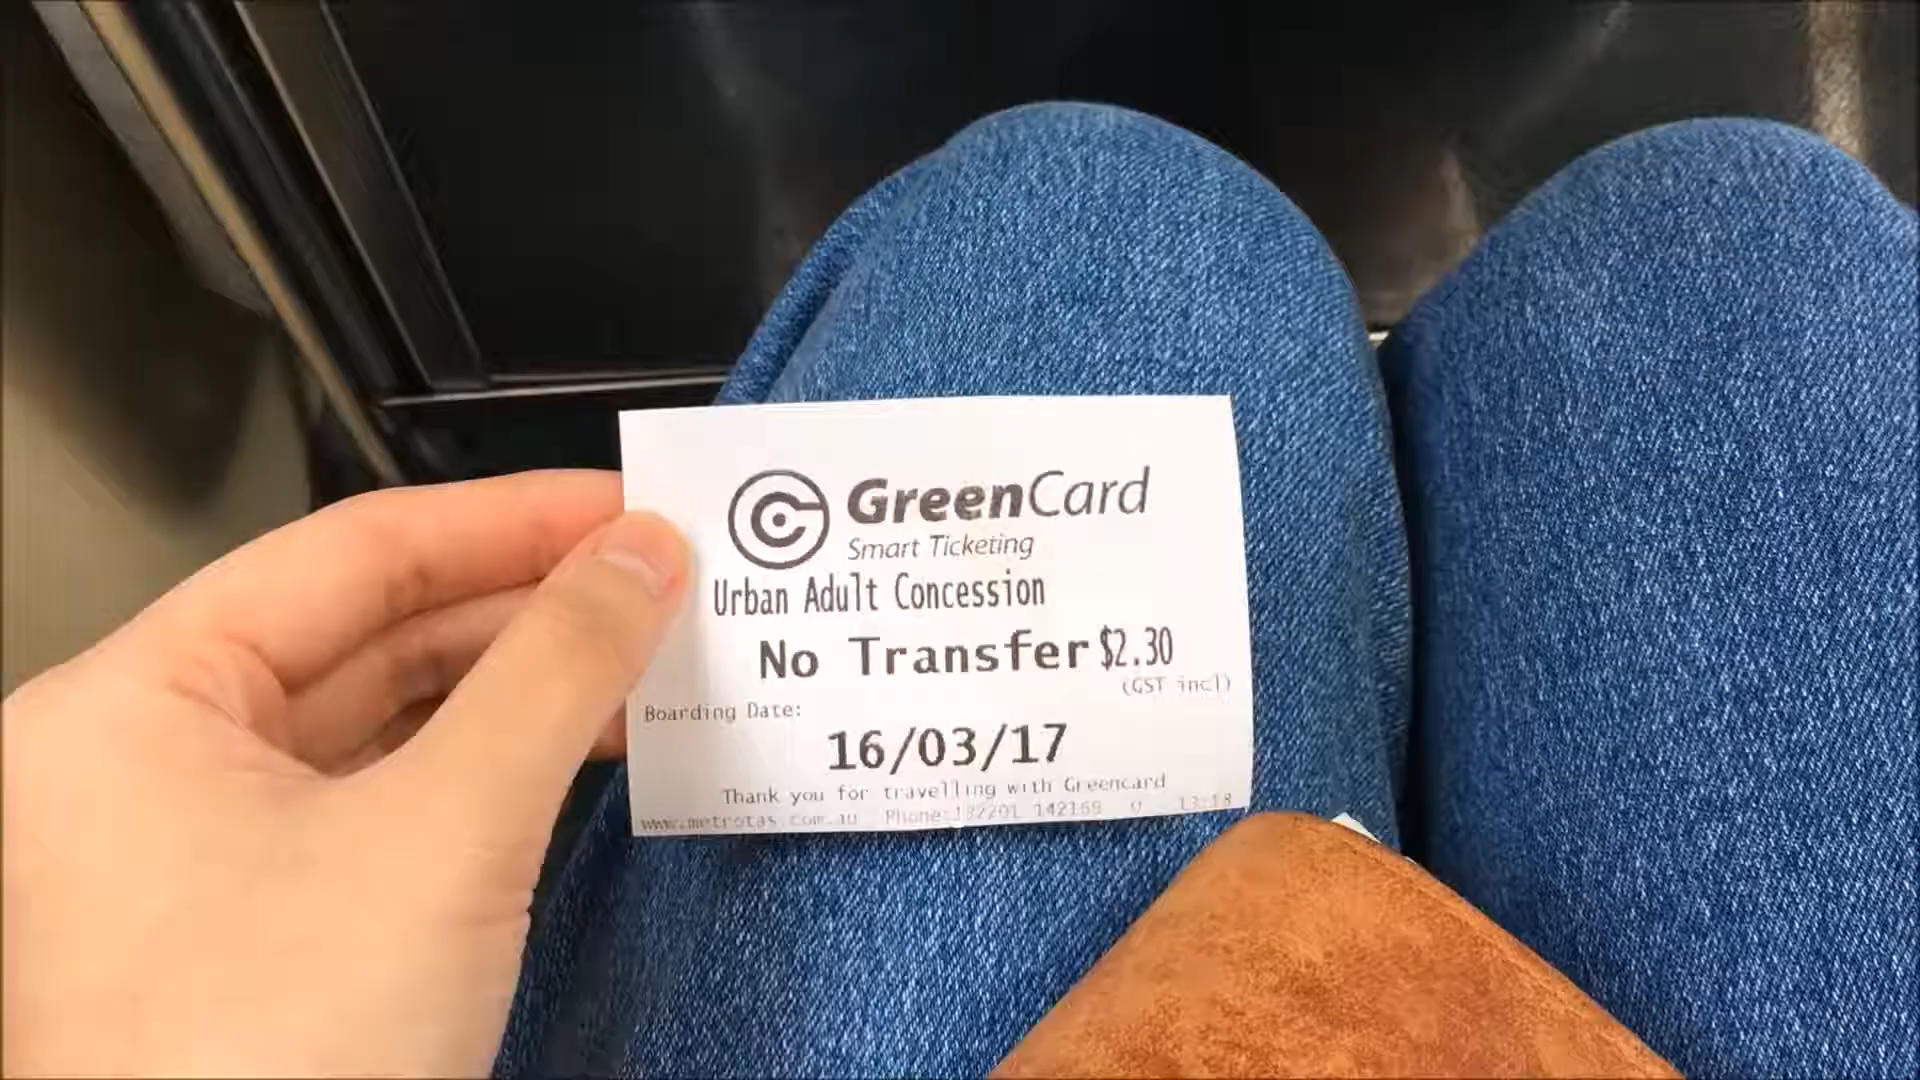 GreenCard
Smart Ticketing
Urban Adult Concession
No Transfer $2.30
(GST incl)
Boarding Date:
16/03/17
Thank you for travelling with Greencard
www.metrotas.com.au Phone:132201 142169 0 13:18